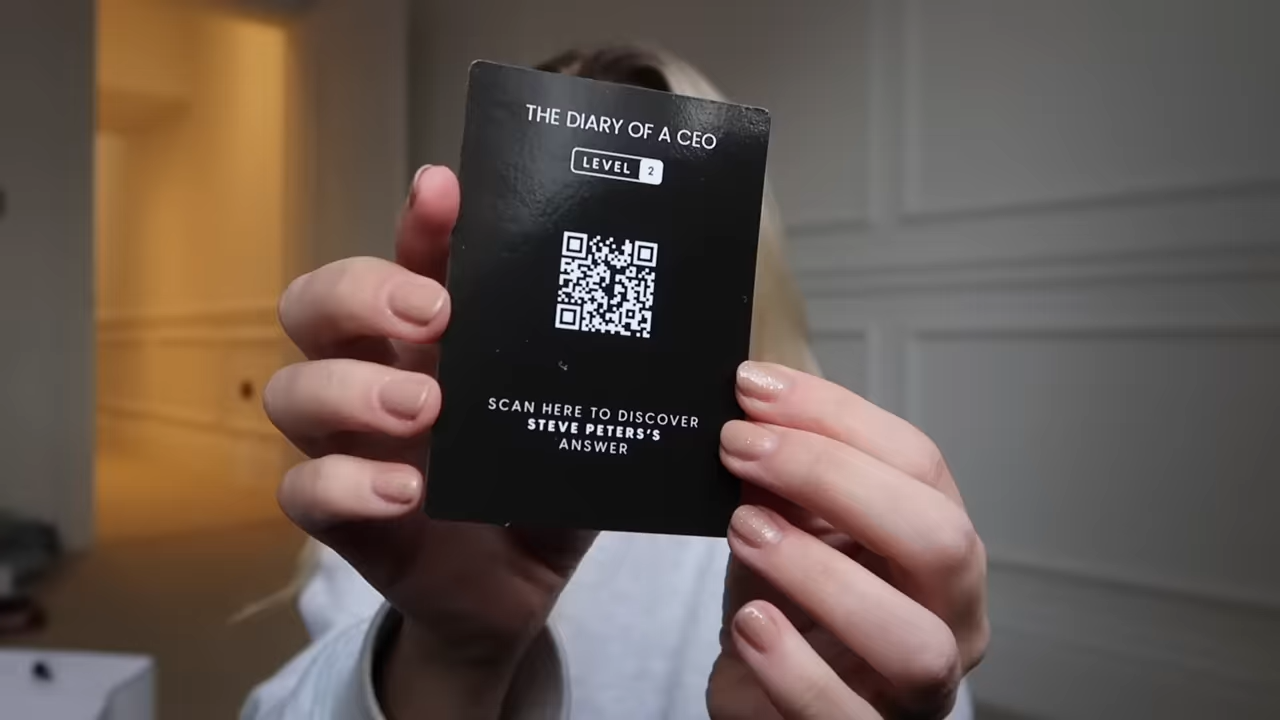 THE DIARY OF A CEO
LEVEL 2
SCAN HERE TO DISCOVER
STEVE PETERS'S
ANSWER